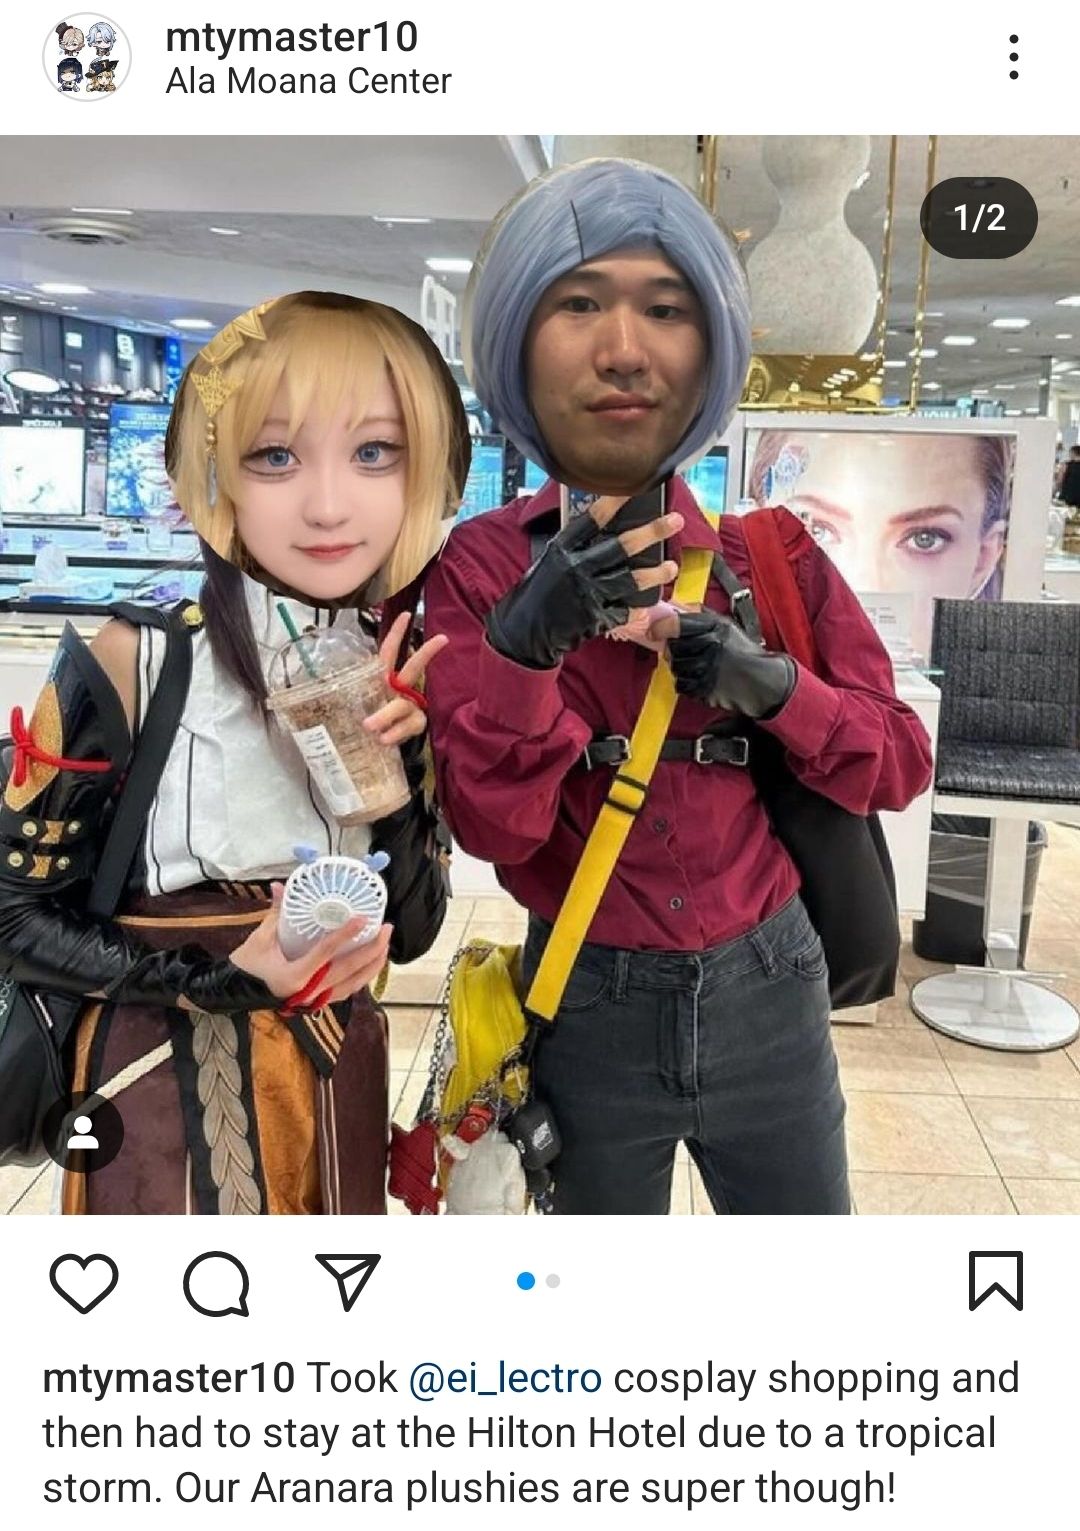 mtymaster10
Ala Moana Center
1/2
mtymaster10 Took @ei_lectro cosplay shopping and
then had to stay at the Hilton Hotel due to a tropical
storm. Our Aranara plushies are super though!